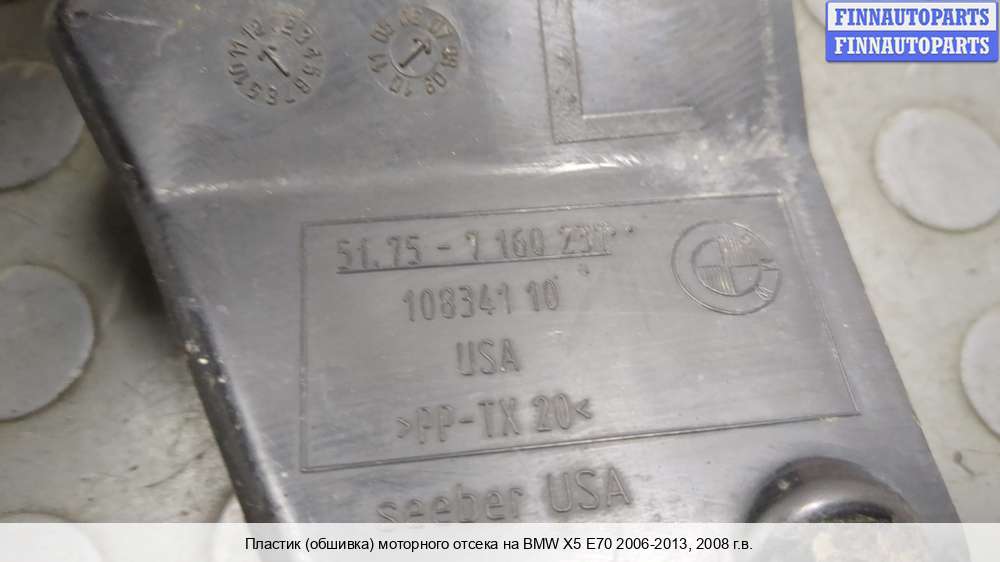 FINNAUTOPARTS
FINNAUTOPARTS
51.75 - 7 160 237
108341 10
USA
>PP-TX 20<
seeber USA
Пластик (обшивка) моторного отсека на BMW X5 E70 2006-2013, 2008 г.в.